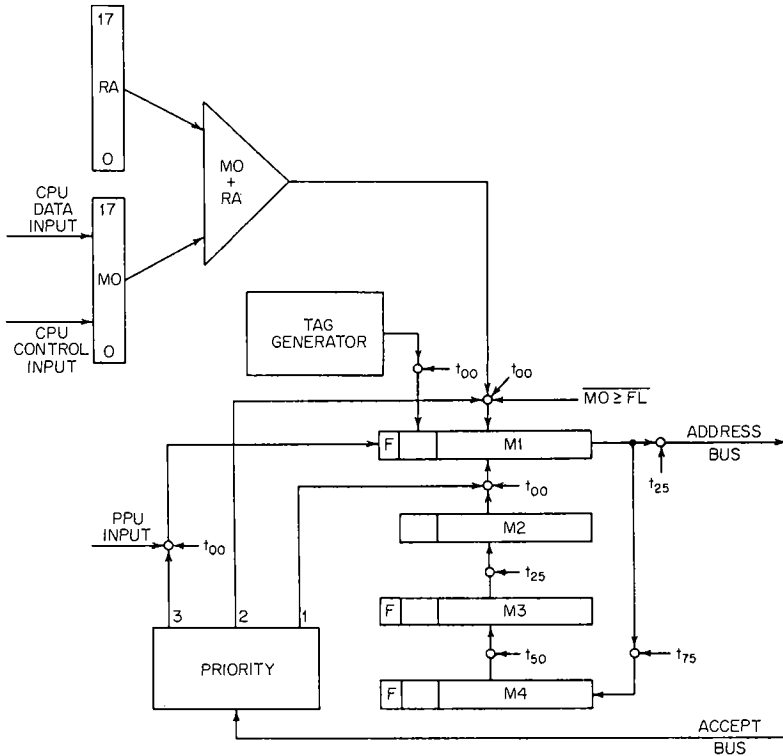 17
RA
0
CPU
DATA
INPUT
17
MO
0
CPU
CONTROL
INPUT
MO
+
RA
TAG
GENERATOR
t00
t00
MO ≥ FL
F
M1
ADDRESS
BUS
t25
t00
PPU
INPUT
t00
M2
t25
3
2
1
F
M3
PRIORITY
t50
t75
F
M4
ACCEPT
BUS